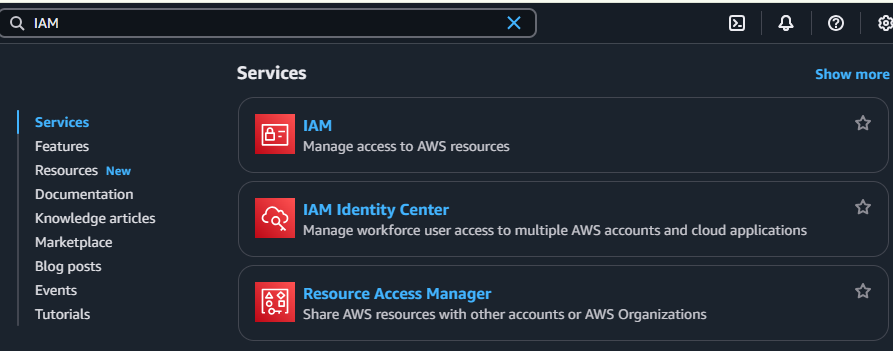 IAM
Services
Show more
Services
Features
Resources New
Documentation
Knowledge articles
Marketplace
Blog posts
Events
Tutorials
IAM
Manage access to AWS resources
IAM Identity Center
Manage workforce user access to multiple AWS accounts and cloud applications
Resource Access Manager
Share AWS resources with other accounts or AWS Organizations